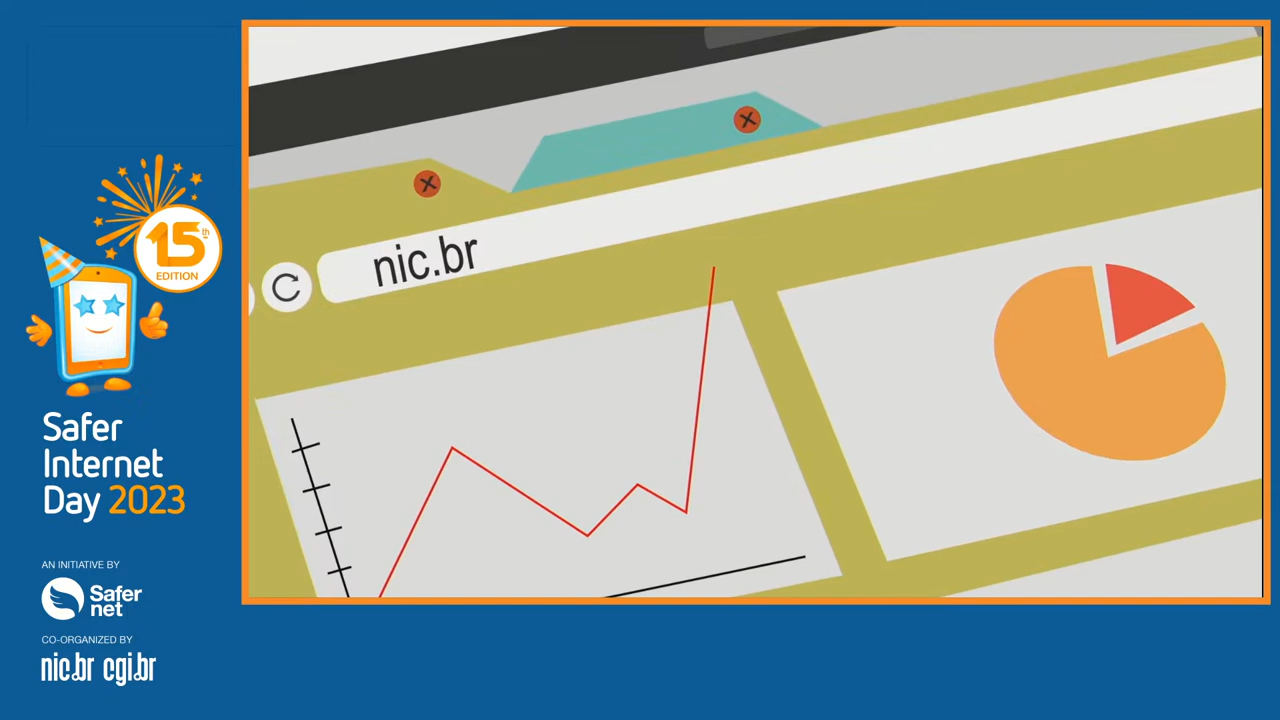 15th
EDITION
Safer
Internet
Day 2023
AN INITIATIVE BY
Safer
net
CO-ORGANIZED BY
nic.br cgi.br
nic.br